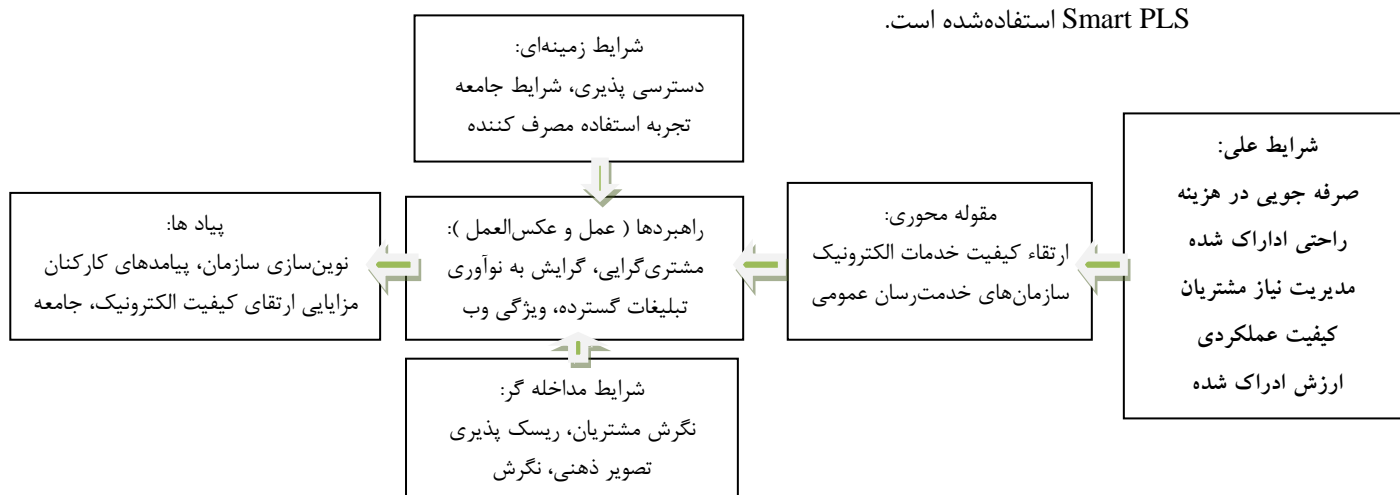 Smart PLS استفاده‌شده است.
شرایط زمینه‌ای:
دسترسی پذیری، شرایط جامعه
تجربه استفاده مصرف کننده
شرایط علی:
صرفه جویی در هزینه
راحتی اداراک شده
مدیریت نیاز مشتریان
کیفیت عملکردی
ارزش ادراک شده
مقوله محوری:
ارتقاء کیفیت خدمات الکترونیک
سازمان‌های خدمت‌رسان عمومی
راهبردها ( عمل و عکس‌العمل ):
مشتری‌گرایی، گرایش به نوآوری
تبلیغات گسترده، ویژگی وب
پیاد ها:
نوین‌سازی سازمان، پیامدهای کارکنان
مزایایی ارتقای کیفیت الکترونیک، جامعه
شرایط مداخله گر:
نگرش مشتریان، ریسک پذیری
تصویر ذهنی، نگرش